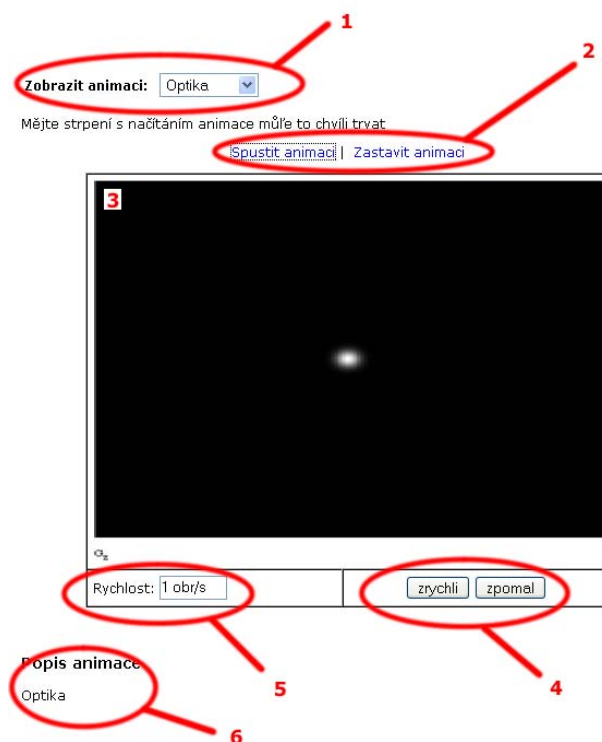 1
2
Zobrazit animaci: Optika
Mějte strpení s načítáním animace můľe to chvíli trvat
Spustit animaci | Zastavit animaci
3
Rychlost: 1 obr/s
zrychli zpomal
Popis animace
5
4
Optika
6